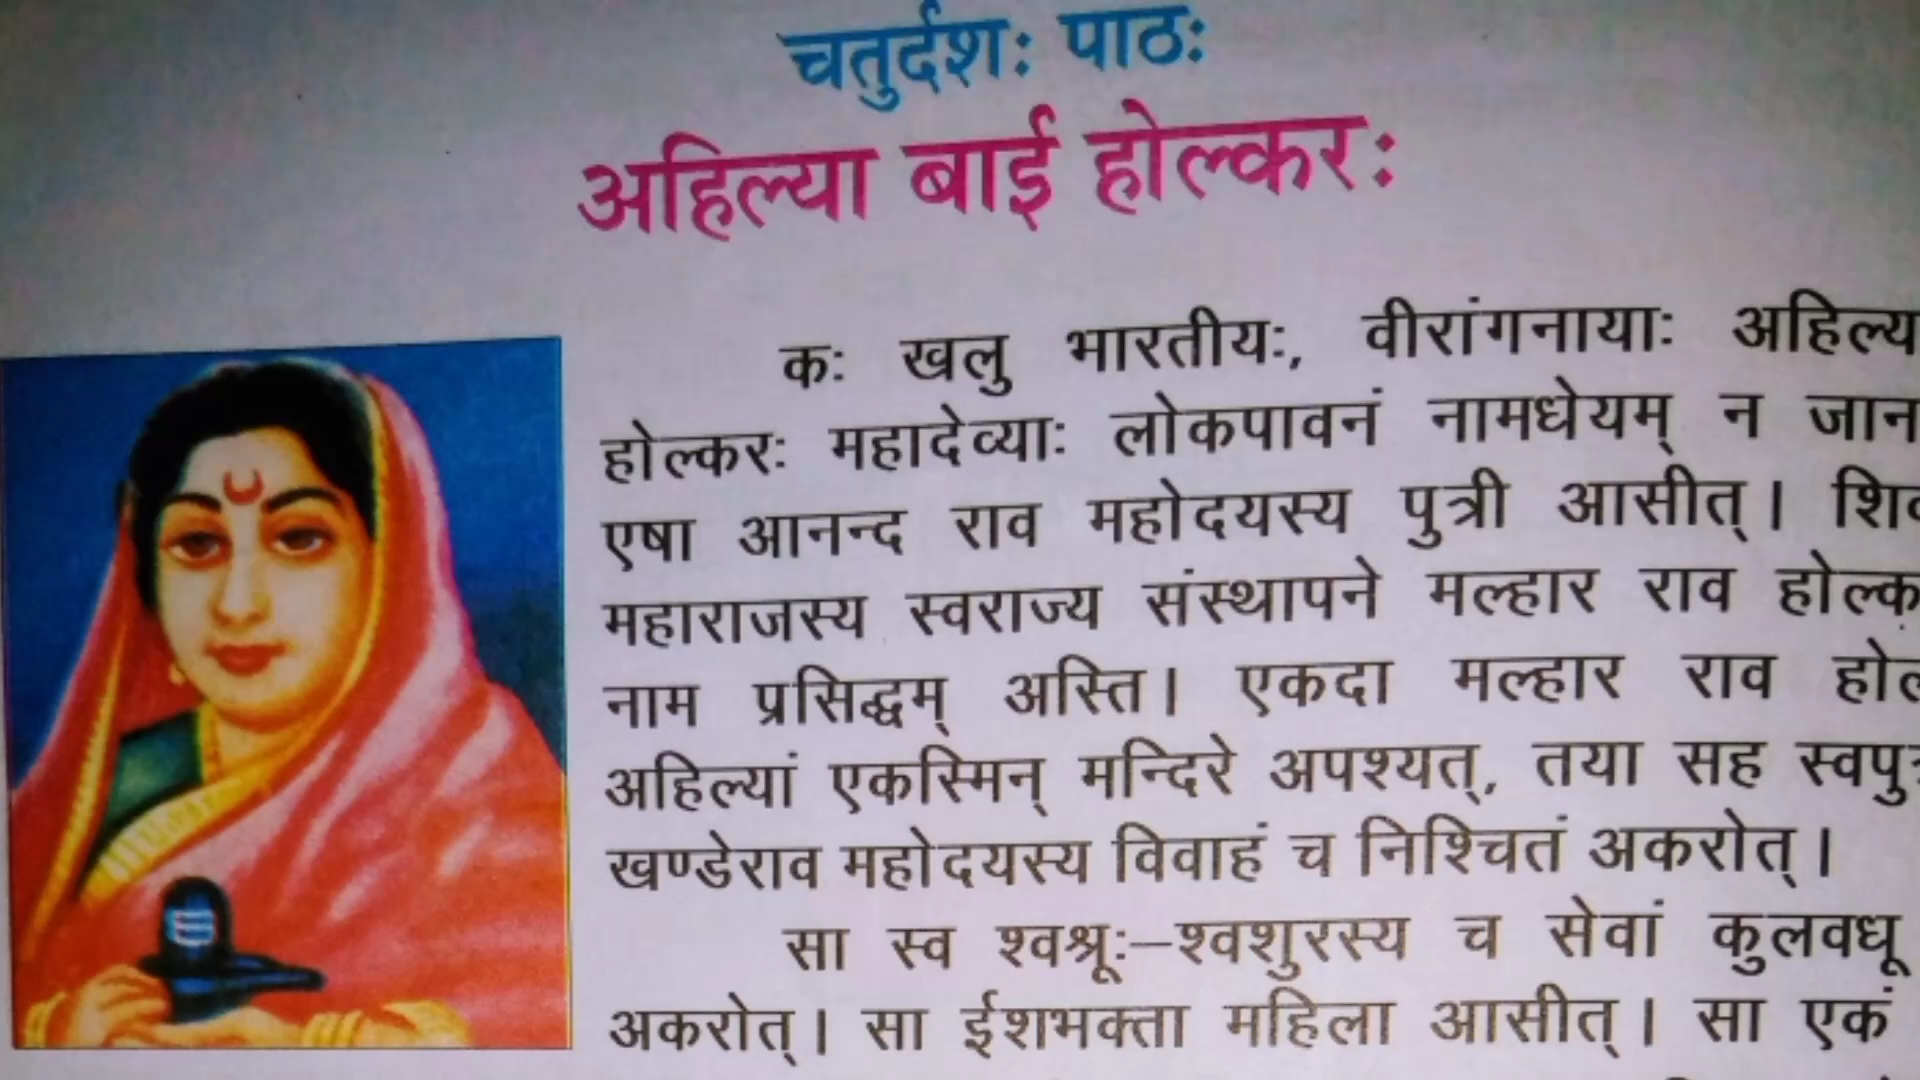 चतुर्दशः पाठः
अहिल्या बाई होल्करः
कः खलु भारतीयः, वीरांगनायाः
होल्करः महादेव्याः लोकपावनं नामधेयम् न
एषा आनन्द राव महोदयस्य पुत्री आसीत्।
महाराजस्य स्वराज्य संस्थापने मल्हार राव
नाम प्रसिद्धम् अस्ति। एकदा मल्हार राव
अहिल्यां एकस्मिन् मन्दिरे अपश्यत्, तया सह
खण्डेराव महोदयस्य विवाहं च निश्चितं अकरोत्।
सा स्व श्वश्रूः–श्वशुरस्य च सेवां कुलवधू
अकरोत्। सा ईशभक्ता महिला आसीत्। सा एकं